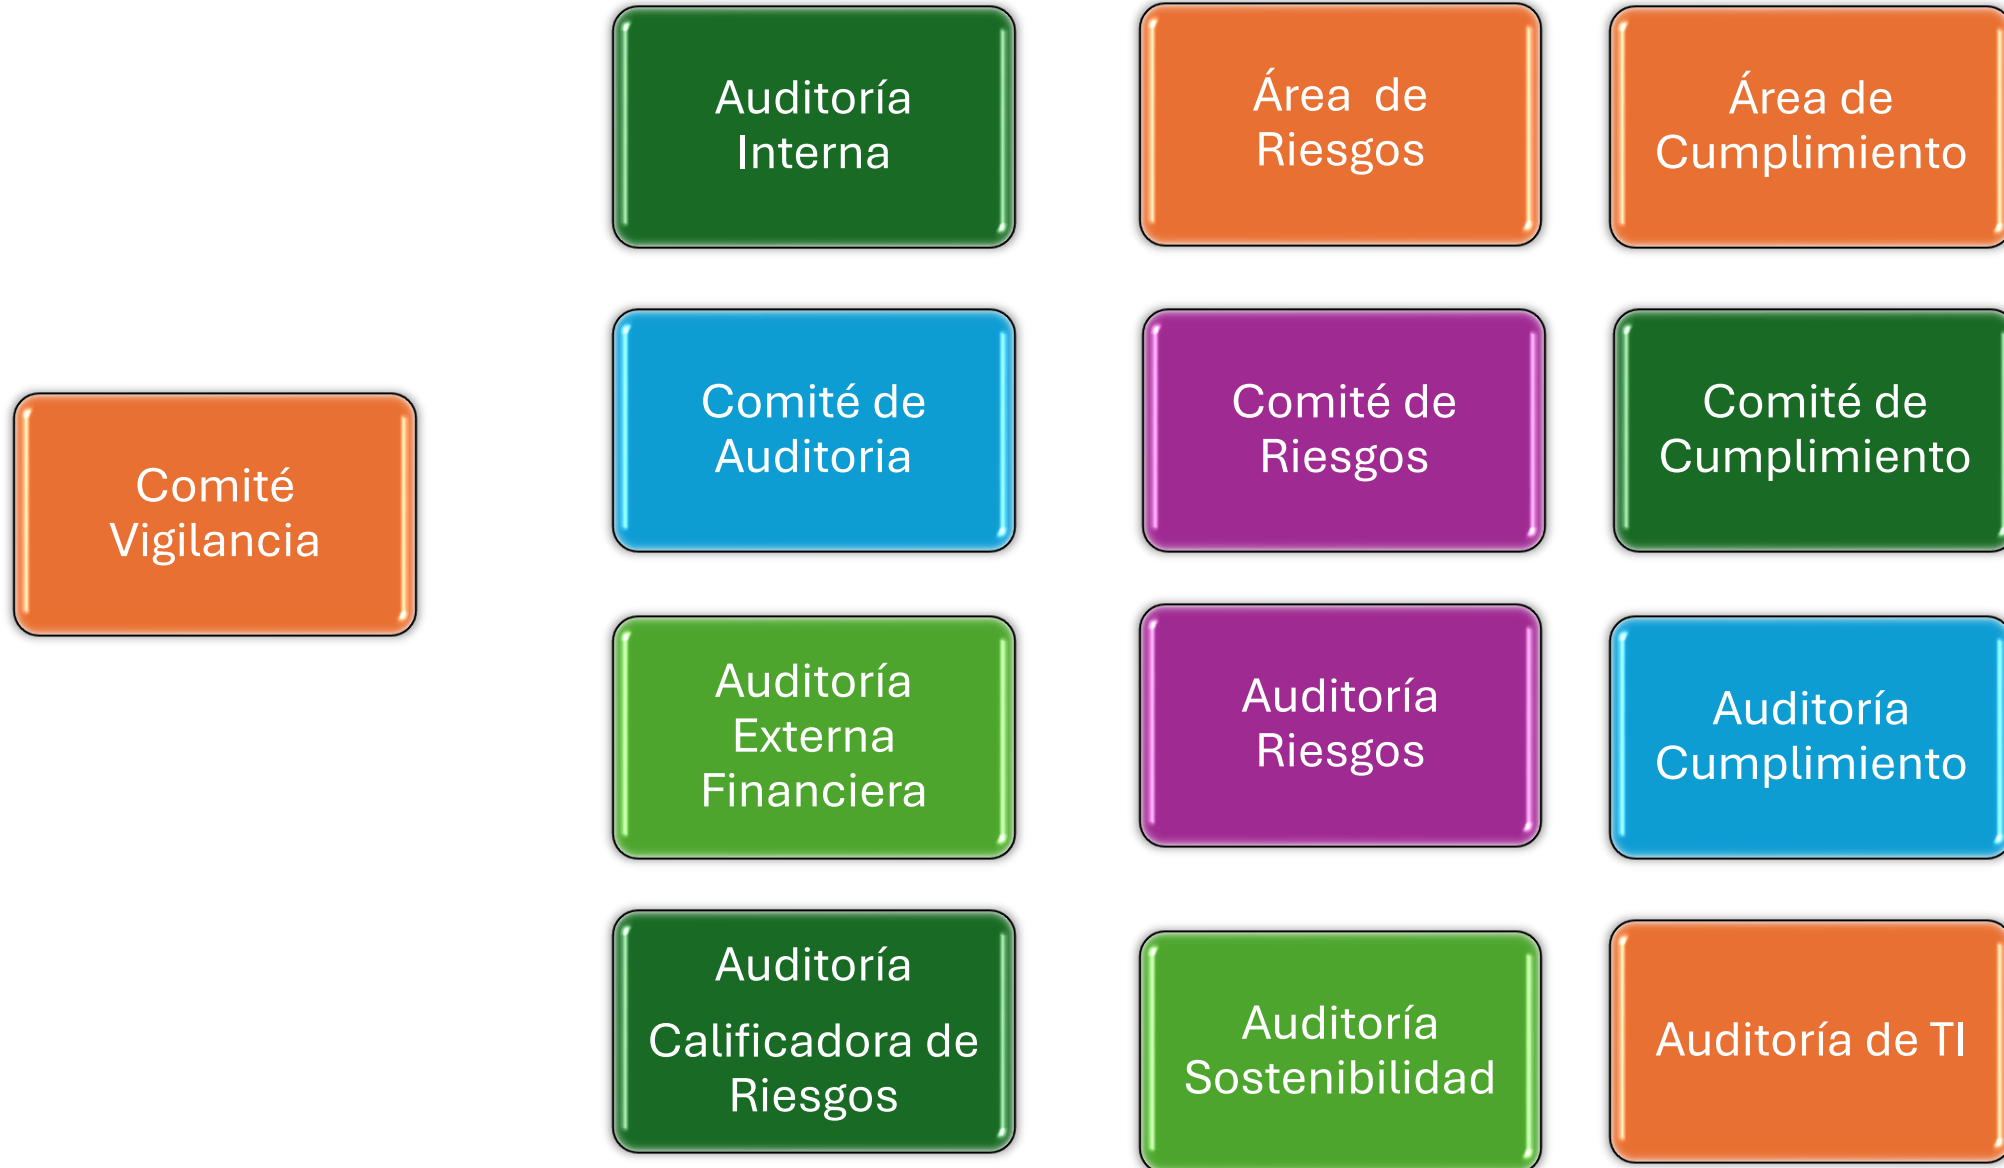 Auditoría
Interna
Área de
Riesgos
Área de
Cumplimiento
Comité de
Auditoria
Comité de
Riesgos
Comité de
Cumplimiento
Comité
Vigilancia
Auditoría
Externa
Financiera
Auditoría
Riesgos
Auditoría
Cumplimiento
Auditoría
Calificadora de
Riesgos
Auditoría
Sostenibilidad
Auditoría de TI